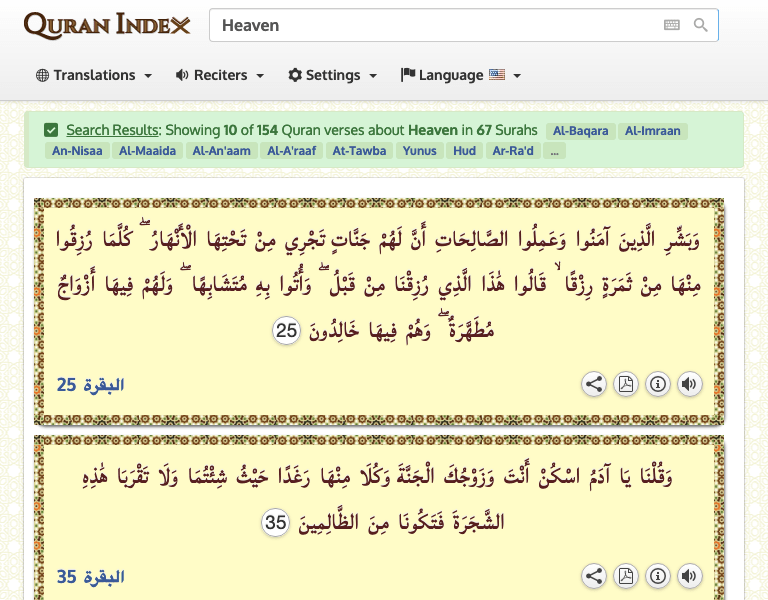 QURAN INDEX
Heaven
Translations Reciters Settings Language
Search Results: Showing 10 of 154 Quran verses about Heaven in 67 Surahs Al-Baqara Al-Imraan
An-Nisaa Al-Maaida Al-An'aam Al-A'raaf At-Tawba Yunus Hud Ar-Ra'd ...
وَبَشِّرِ الَّذِينَ آمَنُوا وَعَمِلُوا الصَّالِحَاتِ أَنَّ لَهُمْ جَنَّاتٍ تَجْرِي مِنْ تَحْتِهَا الْأَنْهَارُ ۖ كُلَّمَا رُزِقُوا
مِنْهَا مِنْ ثَمَرَةٍ رِزْقًا ۙ قَالُوا هَٰذَا الَّذِي رُزِقْنَا مِنْ قَبْلُ ۖ وَأُتُوا بِهِ مُتَشَابِهًا ۖ وَلَهُمْ فِيهَا أَزْوَاجٌ
مُطَهَّرَةٌ ۖ وَهُمْ فِيهَا خَالِدُونَ 25
البقرة 25
وَقُلْنَا يَا آدَمُ اسْكُنْ أَنْتَ وَزَوْجُكَ الْجَنَّةَ وَكُلَا مِنْهَا رَغَدًا حَيْثُ شِئْتُمَا وَلَا تَقْرَبَا هَٰذِهِ
الشَّجَرَةَ فَتَكُونَا مِنَ الظَّالِمِينَ 35
البقرة 35